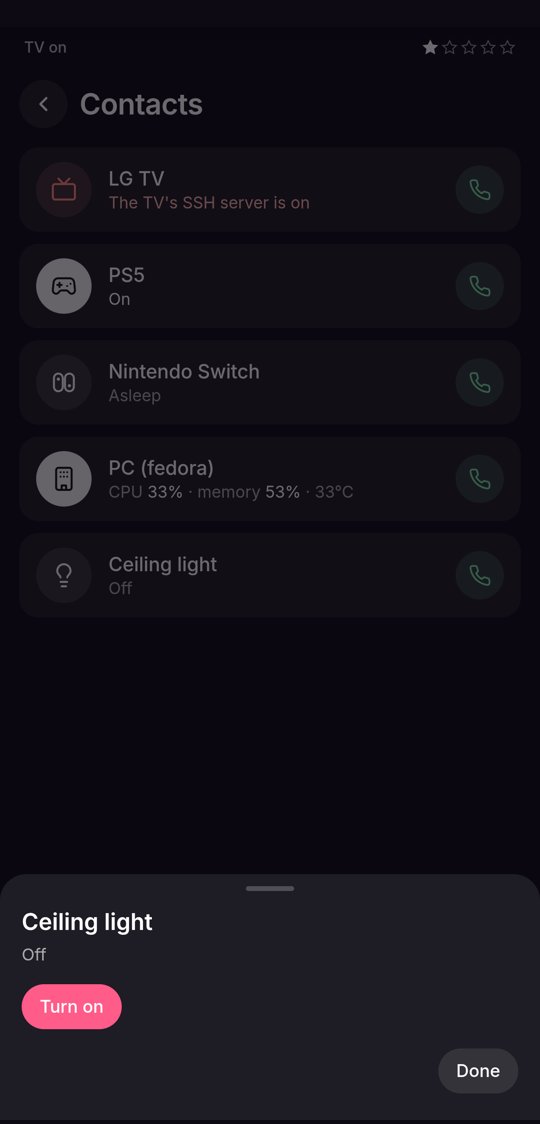 TV on
Contacts
LG TV
The TV's SSH server is on
PS5
On
Nintendo Switch
Asleep
PC (fedora)
CPU 33% · memory 53% · 33°C
Ceiling light
Off
Ceiling light
Off
Turn on
Done